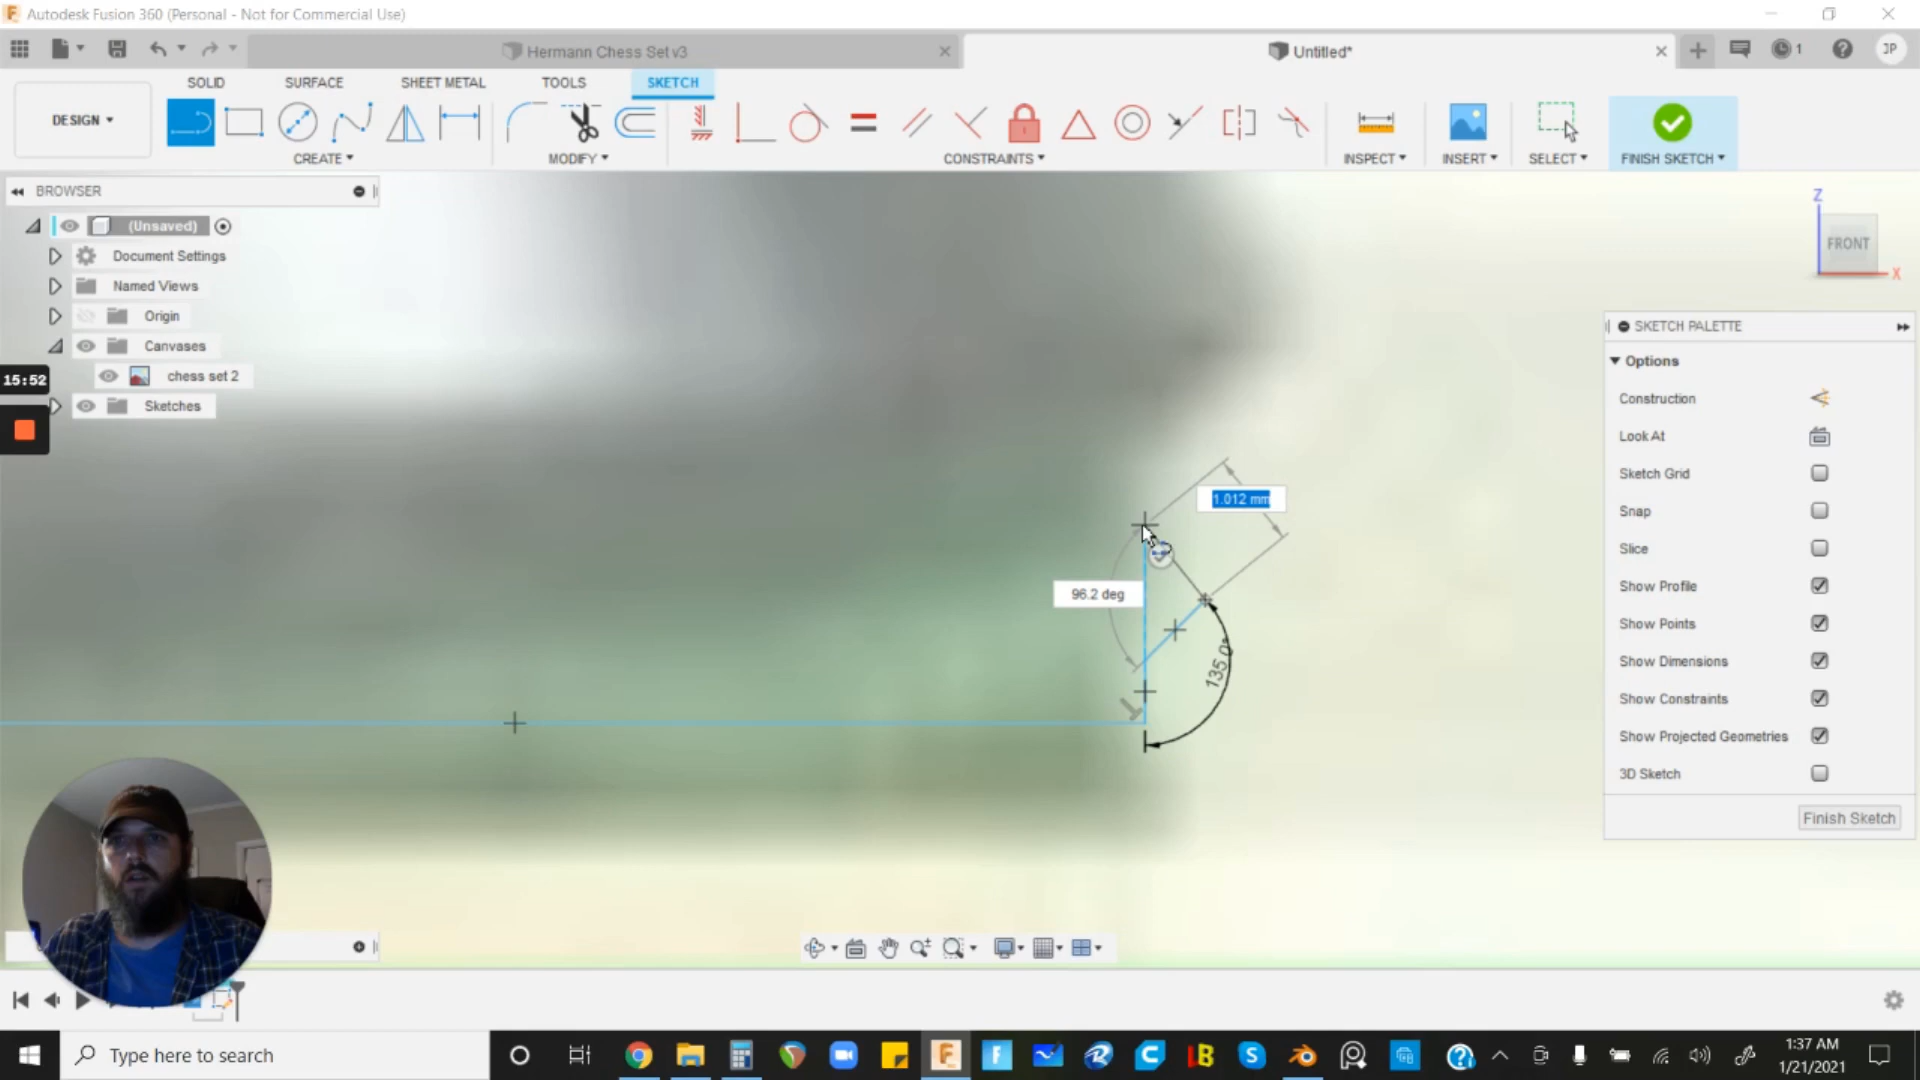 Autodesk Fusion 360 (Personal - Not for Commercial Use)
Hermann Chess Set v3
Untitled*
1
JP
SOLID
SURFACE
SHEET METAL
TOOLS
SKETCH
DESIGN
CREATE
MODIFY
CONSTRAINTS
INSPECT
INSERT
SELECT
FINISH SKETCH
BROWSER
(Unsaved)
Document Settings
Named Views
Origin
Canvases
chess set 2
Sketches
15:52
Z
FRONT
X
SKETCH PALETTE
Options
Construction
Look At
Sketch Grid
Snap
Slice
Show Profile
Show Points
Show Dimensions
Show Constraints
Show Projected Geometries
3D Sketch
Finish Sketch
1.012 mm
96.2 deg
135.0°
Type here to search
1:37 AM
1/21/2021